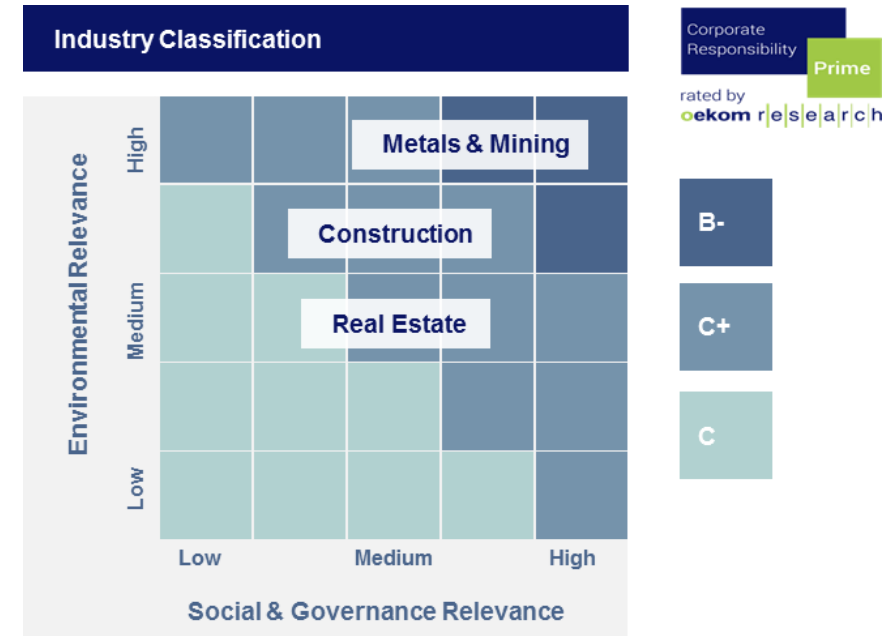 Industry Classification
Corporate
Responsibility
Prime
rated by
oekom r|e|s|e|a|r|c|h
Environmental Relevance
High
Medium
Low
Metals & Mining
Construction
Real Estate
B-
C+
C
Low
Medium
High
Social & Governance Relevance